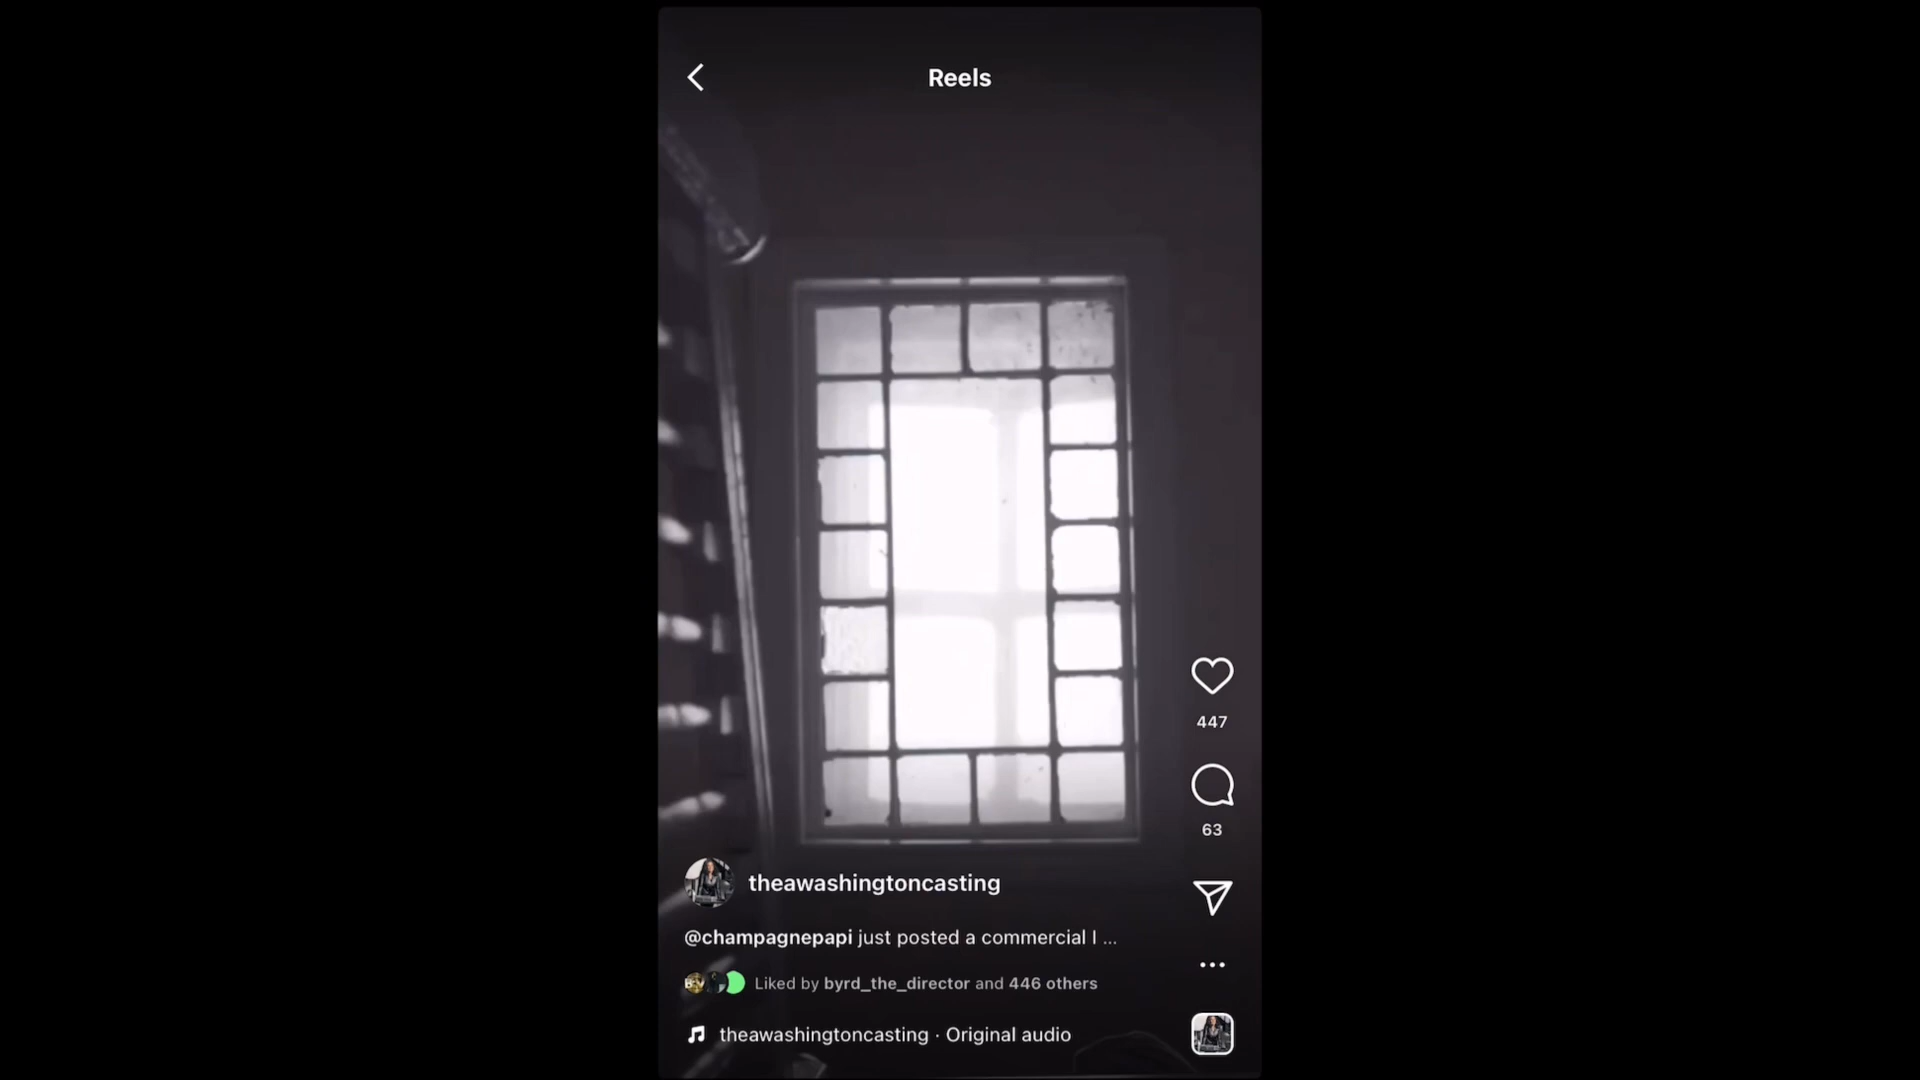 Reels
447
63
theawashingtoncasting
@champagnepapi just posted a commercial I ...
Liked by byrd_the_director and 446 others
theawashingtoncasting · Original audio